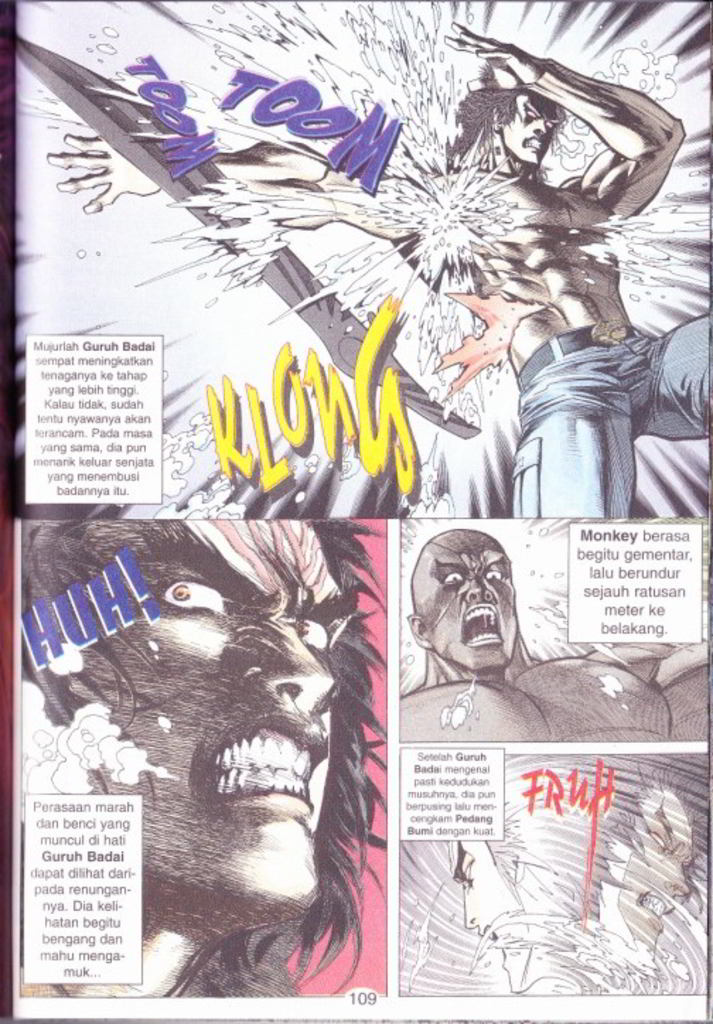 TOOM
TOOM
Mujurlah Guruh Badai
sempat meningkatkan
tenaganya ke tahap
yang lebih tinggi.
Kalau tidak, sudah
tentu nyawanya akan
terancam. Pada masa
yang sama, dia pun
menarik keluar senjata
yang menembusi
badannya itu.
KLONG
HUH!
Perasaan marah
dan benci yang
muncul di hati
Guruh Badai
dapat dilihat dari-
pada renungan-
nya. Dia keli-
hatan begitu
bengang dan
mahu menga-
muk...
Monkey berasa
begitu gementar,
lalu berundur
sejauh ratusan
meter ke
belakang.
Setelah Guruh
Badai mengenal
pasti kedudukan
musuhnya, dia pun
berpusing lalu men-
cengkam Pedang
Bumi dengan kuat.
FRUH
109